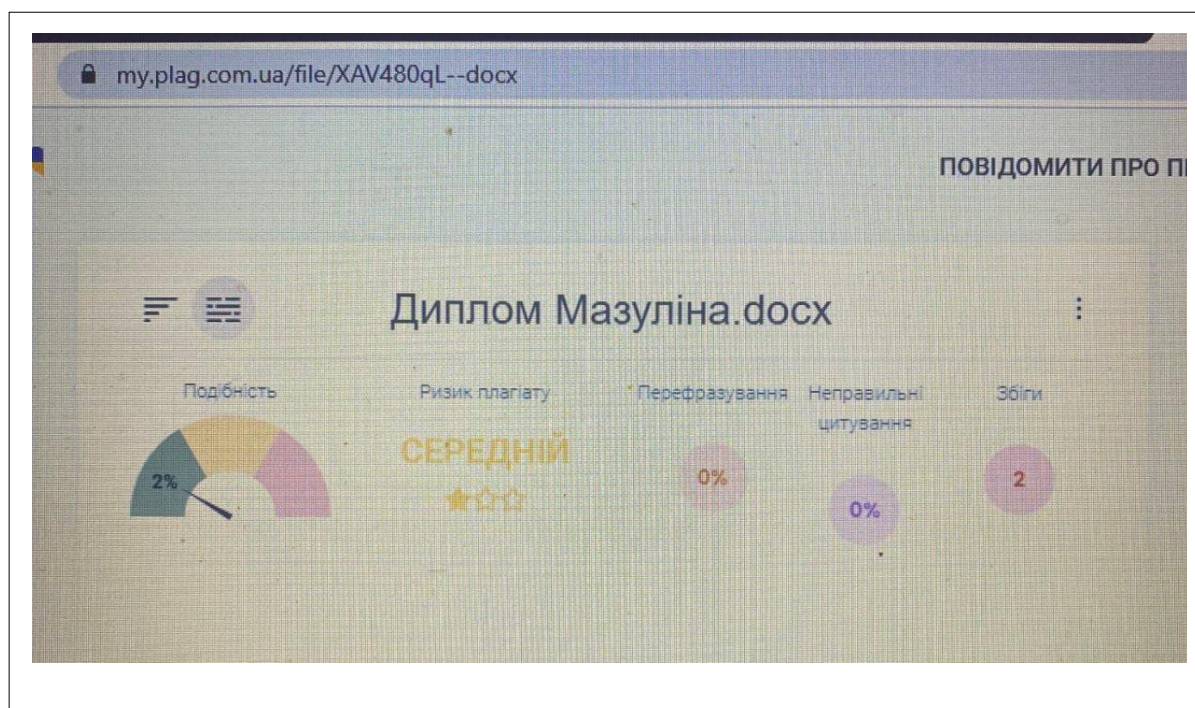 my.plag.com.ua/file/XAV480qL--docx
ПОВІДОМИТИ ПРО
Диплом Мазуліна.docx
Подібність
Ризик плагіату
Перефразування
Неправильні
цитування
Збіги
2%
СЕРЕДНІЙ
0%
0%
2